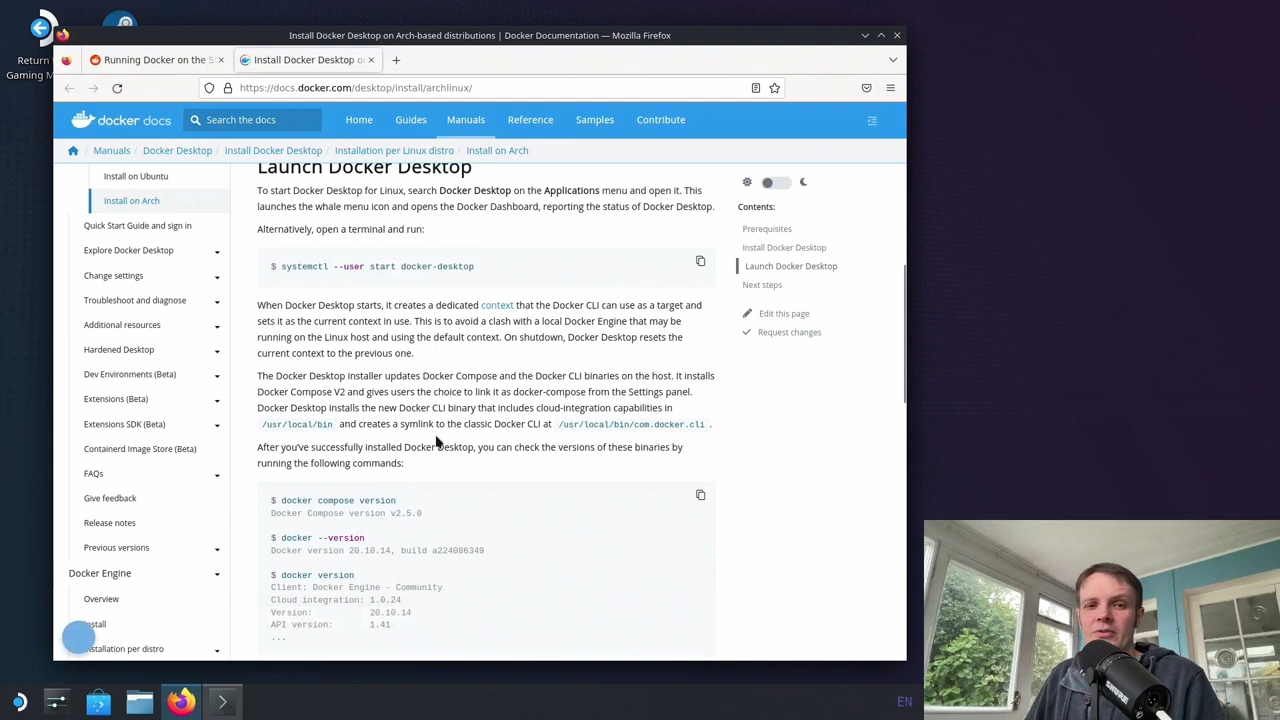 Install Docker Desktop on Arch-based distributions | Docker Documentation — Mozilla Firefox
Return
Gaming M
Running Docker on the S
Install Docker Desktop o
https://docs.docker.com/desktop/install/archlinux/
docker docs
Search the docs
Home
Guides
Manuals
Reference
Samples
Contribute
Manuals / Docker Desktop / Install Docker Desktop / Installation per Linux distro / Install on Arch
Install on Ubuntu
Install on Arch
Quick Start Guide and sign in
Explore Docker Desktop
Change settings
Troubleshoot and diagnose
Additional resources
Hardened Desktop
Dev Environments (Beta)
Extensions (Beta)
Extensions SDK (Beta)
Containerd Image Store (Beta)
FAQs
Give feedback
Release notes
Previous versions
Docker Engine
Overview
Installation per distro
Launch Docker Desktop
To start Docker Desktop for Linux, search Docker Desktop on the Applications menu and open it. This
launches the whale menu icon and opens the Docker Dashboard, reporting the status of Docker Desktop.
Alternatively, open a terminal and run:
$ systemctl --user start docker-desktop
When Docker Desktop starts, it creates a dedicated context that the Docker CLI can use as a target and
sets it as the current context in use. This is to avoid a clash with a local Docker Engine that may be
running on the Linux host and using the default context. On shutdown, Docker Desktop resets the
current context to the previous one.
The Docker Desktop installer updates Docker Compose and the Docker CLI binaries on the host. It installs
Docker Compose V2 and gives users the choice to link it as docker-compose from the Settings panel.
Docker Desktop installs the new Docker CLI binary that includes cloud-integration capabilities in
/usr/local/bin and creates a symlink to the classic Docker CLI at /usr/local/bin/com.docker.cli .
After you've successfully installed Docker Desktop, you can check the versions of these binaries by
running the following commands:
$ docker compose version
Docker Compose version v2.5.0
$ docker --version
Docker version 20.10.14, build a224086349
$ docker version
Client: Docker Engine - Community
Cloud integration: 1.0.24
Version: 20.10.14
API version: 1.41
...
Contents:
Prerequisites
Install Docker Desktop
Launch Docker Desktop
Next steps
Edit this page
Request changes
EN
SHURE